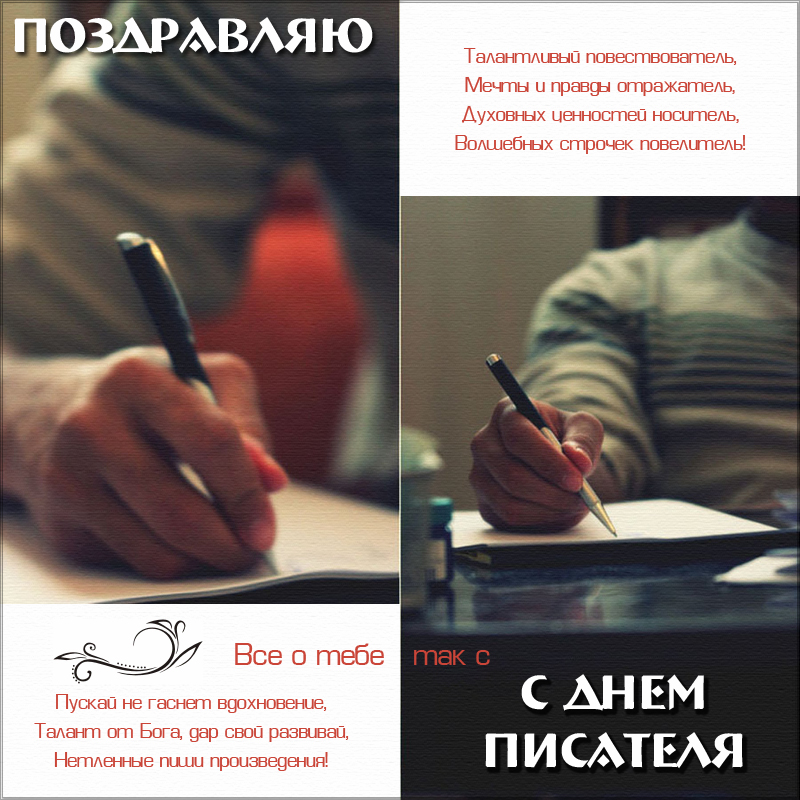 ПОЗДРАВЛЯЮ
Талантливый повествователь,
Мечты и правды отражатель,
Духовных ценностей носитель,
Волшебных строчек повелитель!
Все о тебе так с
Пускай не гаснет вдохновение,
Талант от Бога, дар свой развивай,
Нетленные пиши произведения!
С ДНЕМ
ПИСАТЕЛЯ